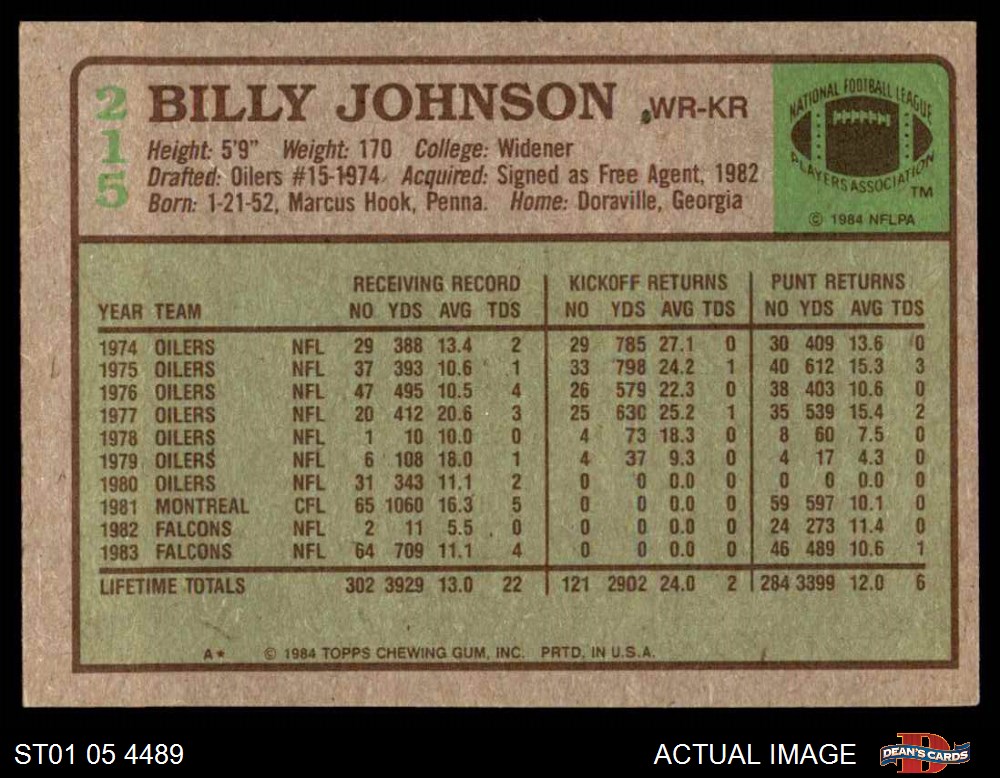 215
BILLY JOHNSON WR-KR
Height: 5'9" Weight: 170 College: Widener
Drafted: Oilers #15-1974 Acquired: Signed as Free Agent, 1982
Born: 1-21-52, Marcus Hook, Penna. Home: Doraville, Georgia
NATIONAL FOOTBALL LEAGUE
PLAYERS ASSOCIATION
TM
© 1984 NFLPA
RECEIVING RECORD KICKOFF RETURNS PUNT RETURNS
YEAR TEAM NO YDS AVG TDS NO YDS AVG TDS NO YDS AVG TDS
1974 OILERS NFL 29 388 13.4 2 29 785 27.1 0 30 409 13.6 0
1975 OILERS NFL 37 393 10.6 1 33 798 24.2 1 40 612 15.3 3
1976 OILERS NFL 47 495 10.5 4 26 579 22.3 0 38 403 10.6 0
1977 OILERS NFL 20 412 20.6 3 25 630 25.2 1 35 539 15.4 2
1978 OILERS NFL 1 10 10.0 0 4 73 18.3 0 8 60 7.5 0
1979 OILERS NFL 6 108 18.0 1 4 37 9.3 0 4 17 4.3 0
1980 OILERS NFL 31 343 11.1 2 0 0 0.0 0 0 0 0.0 0
1981 MONTREAL CFL 65 1060 16.3 5 0 0 0.0 0 59 597 10.1 0
1982 FALCONS NFL 2 11 5.5 0 0 0 0.0 0 24 273 11.4 0
1983 FALCONS NFL 64 709 11.1 4 0 0 0.0 0 46 489 10.6 1
LIFETIME TOTALS 302 3929 13.0 22 121 2902 24.0 2 284 3399 12.0 6
A★ © 1984 TOPPS CHEWING GUM, INC. PRTD. IN U.S.A.
ST01 05 4489 ACTUAL IMAGE
D
DEAN'S CARDS